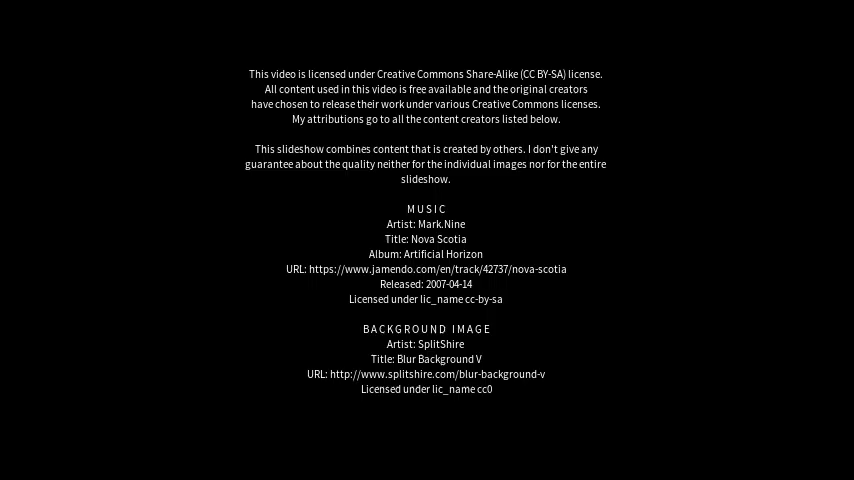 This video is licensed under Creative Commons Share-Alike (CC BY-SA) license.
All content used in this video is free available and the original creators
have chosen to release their work under various Creative Commons licenses.
My attributions go to all the content creators listed below.
This slideshow combines content that is created by others. I don't give any
guarantee about the quality neither for the individual images nor for the entire
slideshow.
MUSIC
Artist: Mark.Nine
Title: Nova Scotia
Album: Artificial Horizon
URL: https://www.jamendo.com/en/track/42737/nova-scotia
Released: 2007-04-14
Licensed under lic_name cc-by-sa
BACKGROUND IMAGE
Artist: SplitShire
Title: Blur Background V
URL: http://www.splitshire.com/blur-background-v
Licensed under lic_name cc0